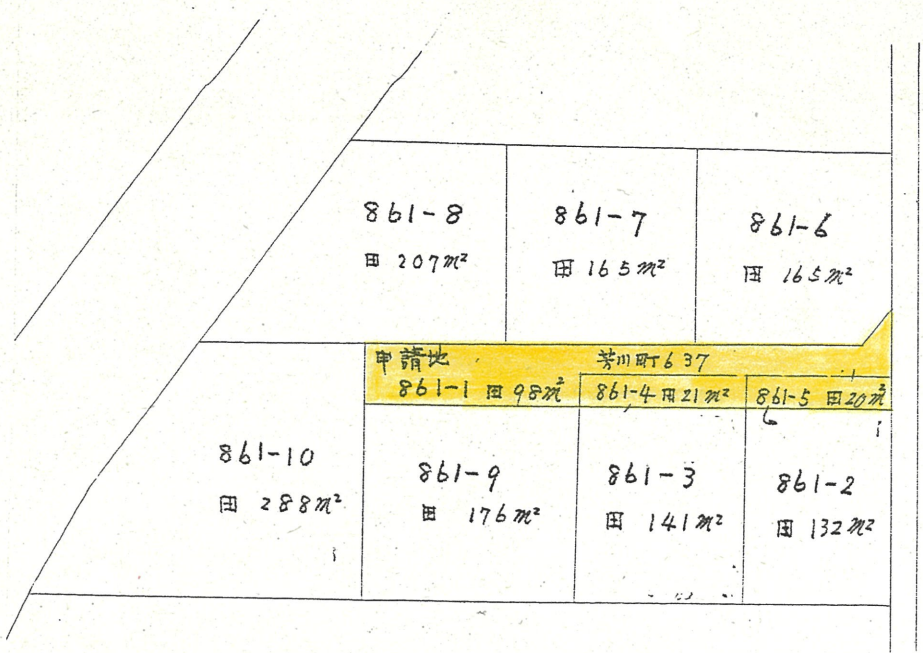 861-8
田 207m²
861-7
田 165m²
861-6
田 165m²
申請地
芳川町637
861-1 田 98m²
861-4 田 21m²
861-5 田 20m²
861-10
田 288m²
861-9
田 176m²
861-3
田 141m²
861-2
田 132m²